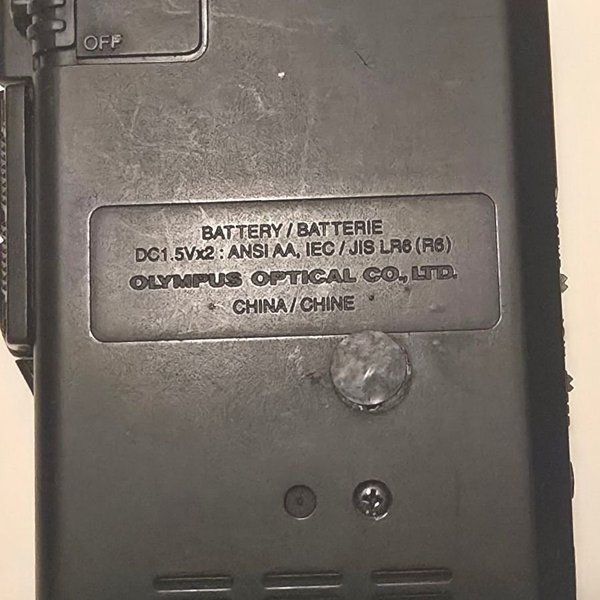 OFF
BATTERY / BATTERIE
DC1.5Vx2 : ANSI AA, IEC / JIS LR6 (R6)
OLYMPUS OPTICAL CO., LTD.
CHINA / CHINE